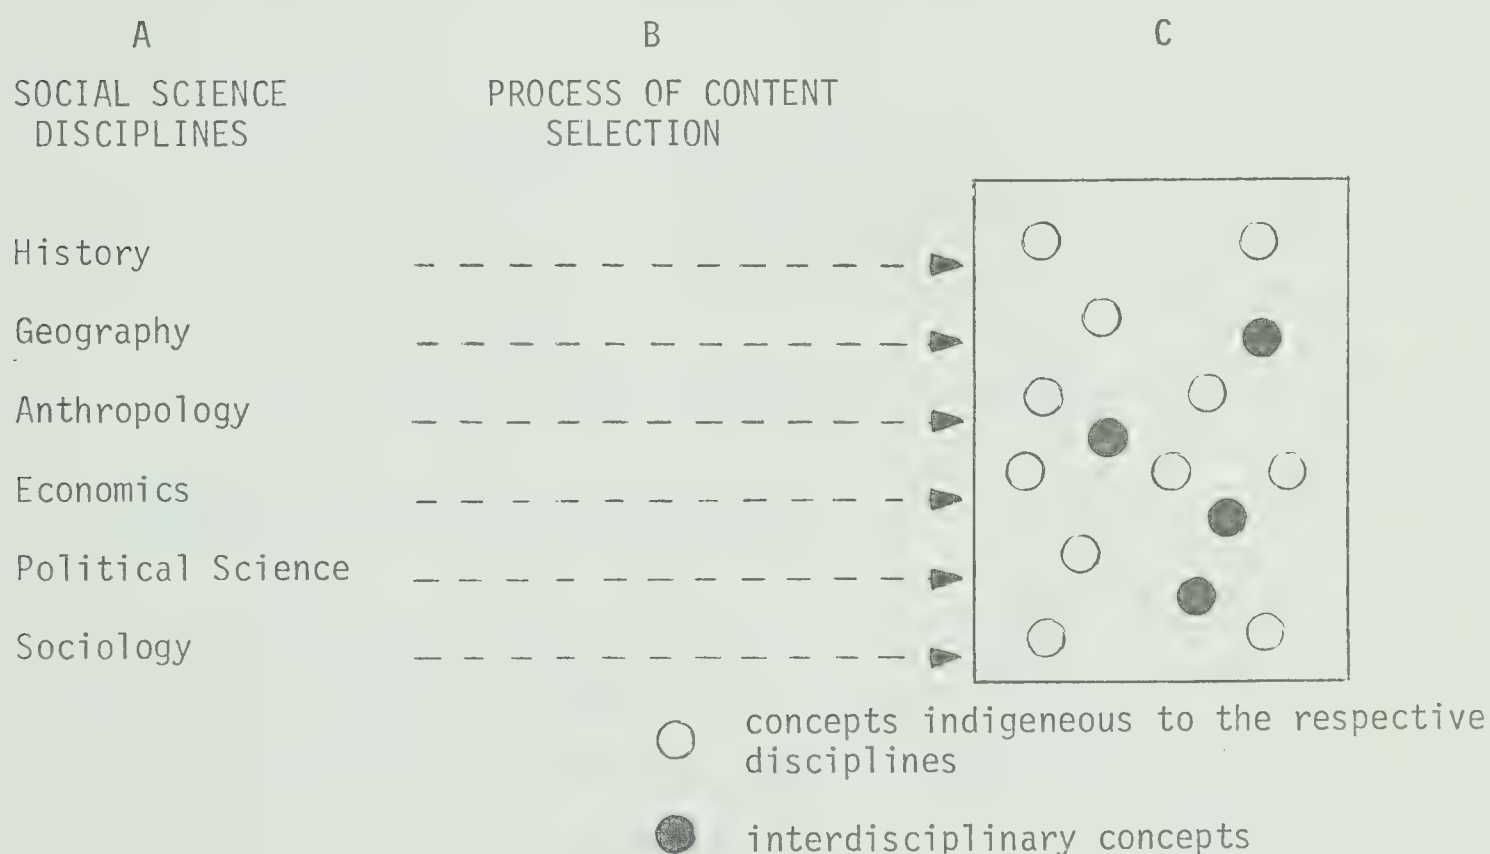 A B C
SOCIAL SCIENCE
DISCIPLINES
PROCESS OF CONTENT
SELECTION
History
Geography
Anthropology
Economics
Political Science
Sociology
concepts indigeneous to the respective
disciplines
interdisciplinary concepts